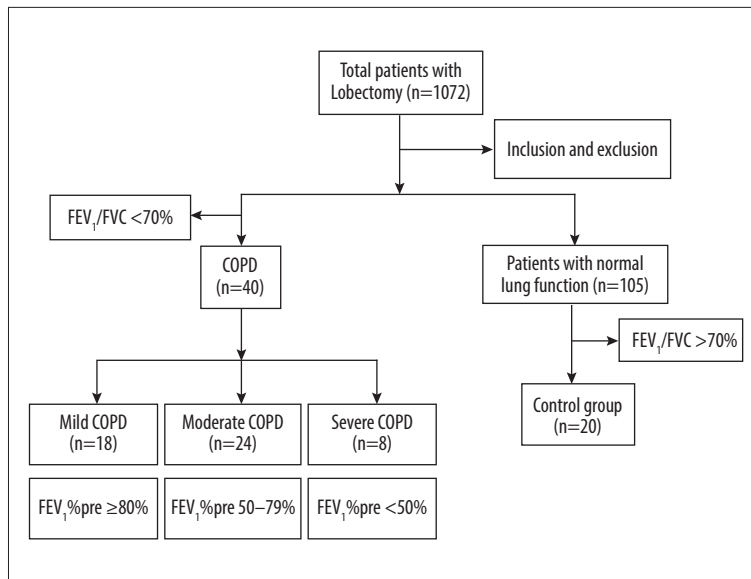 Total patients with
Lobectomy (n=1072)
Inclusion and exclusion
FEV₁/FVC <70%
COPD
(n=40)
Patients with normal
lung function (n=105)
FEV₁/FVC >70%
Control group
(n=20)
Mild COPD
(n=18)
Moderate COPD
(n=24)
Severe COPD
(n=8)
FEV₁%pre ≥80%
FEV₁%pre 50–79%
FEV₁%pre <50%